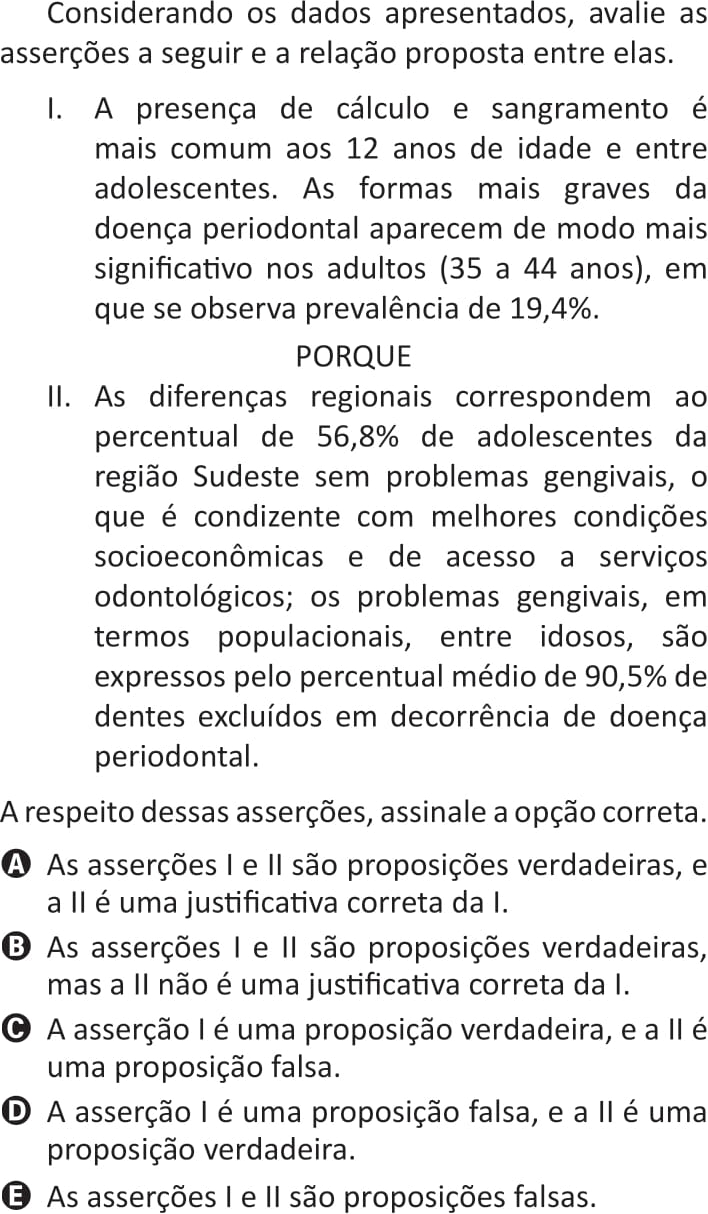 Considerando os dados apresentados, avalie as
asserções a seguir e a relação proposta entre elas.
I. A presença de cálculo e sangramento é
mais comum aos 12 anos de idade e entre
adolescentes. As formas mais graves da
doença periodontal aparecem de modo mais
significativo nos adultos (35 a 44 anos), em
que se observa prevalência de 19,4%.
PORQUE
II. As diferenças regionais correspondem ao
percentual de 56,8% de adolescentes da
região Sudeste sem problemas gengivais, o
que é condizente com melhores condições
socioeconômicas e de acesso a serviços
odontológicos; os problemas gengivais, em
termos populacionais, entre idosos, são
expressos pelo percentual médio de 90,5% de
dentes excluídos em decorrência de doença
periodontal.
A respeito dessas asserções, assinale a opção correta.
A As asserções I e II são proposições verdadeiras, e
a II é uma justificativa correta da I.
B As asserções I e II são proposições verdadeiras,
mas a II não é uma justificativa correta da I.
C A asserção I é uma proposição verdadeira, e a II é
uma proposição falsa.
D A asserção I é uma proposição falsa, e a II é uma
proposição verdadeira.
E As asserções I e II são proposições falsas.